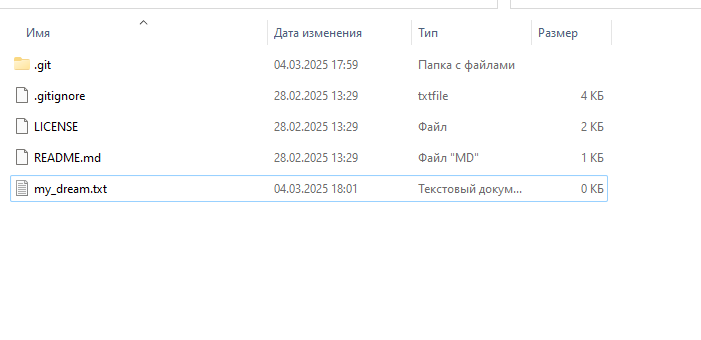 Имя Дата изменения Тип Размер
.git 04.03.2025 17:59 Папка с файлами
.gitignore 28.02.2025 13:29 txtfile 4 КБ
LICENSE 28.02.2025 13:29 Файл 2 КБ
README.md 28.02.2025 13:29 Файл "MD" 1 КБ
my_dream.txt 04.03.2025 18:01 Текстовый докум... 0 КБ